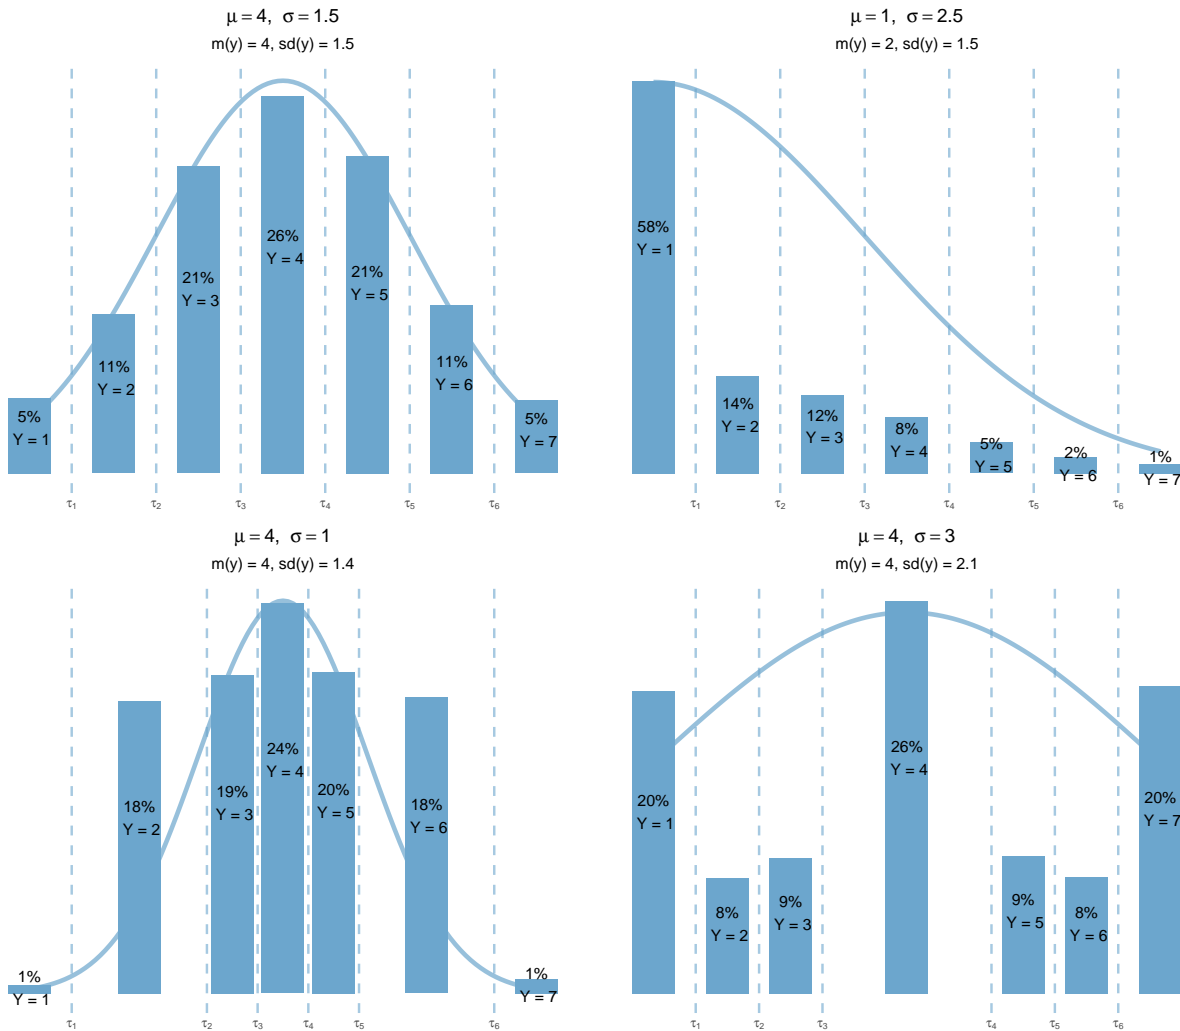 μ = 4,  σ = 1.5
m(y) = 4, sd(y) = 1.5
5%
Y = 1
11%
Y = 2
21%
Y = 3
26%
Y = 4
21%
Y = 5
11%
Y = 6
5%
Y = 7
τ1 τ2 τ3 τ4 τ5 τ6
μ = 1,  σ = 2.5
m(y) = 2, sd(y) = 1.5
58%
Y = 1
14%
Y = 2
12%
Y = 3
8%
Y = 4
5%
Y = 5
2%
Y = 6
1%
Y = 7
τ1 τ2 τ3 τ4 τ5 τ6
μ = 4,  σ = 1
m(y) = 4, sd(y) = 1.4
1%
Y = 1
18%
Y = 2
19%
Y = 3
24%
Y = 4
20%
Y = 5
18%
Y = 6
1%
Y = 7
τ1 τ2 τ3 τ4 τ5 τ6
μ = 4,  σ = 3
m(y) = 4, sd(y) = 2.1
20%
Y = 1
8%
Y = 2
9%
Y = 3
26%
Y = 4
9%
Y = 5
8%
Y = 6
20%
Y = 7
τ1 τ2 τ3 τ4 τ5 τ6